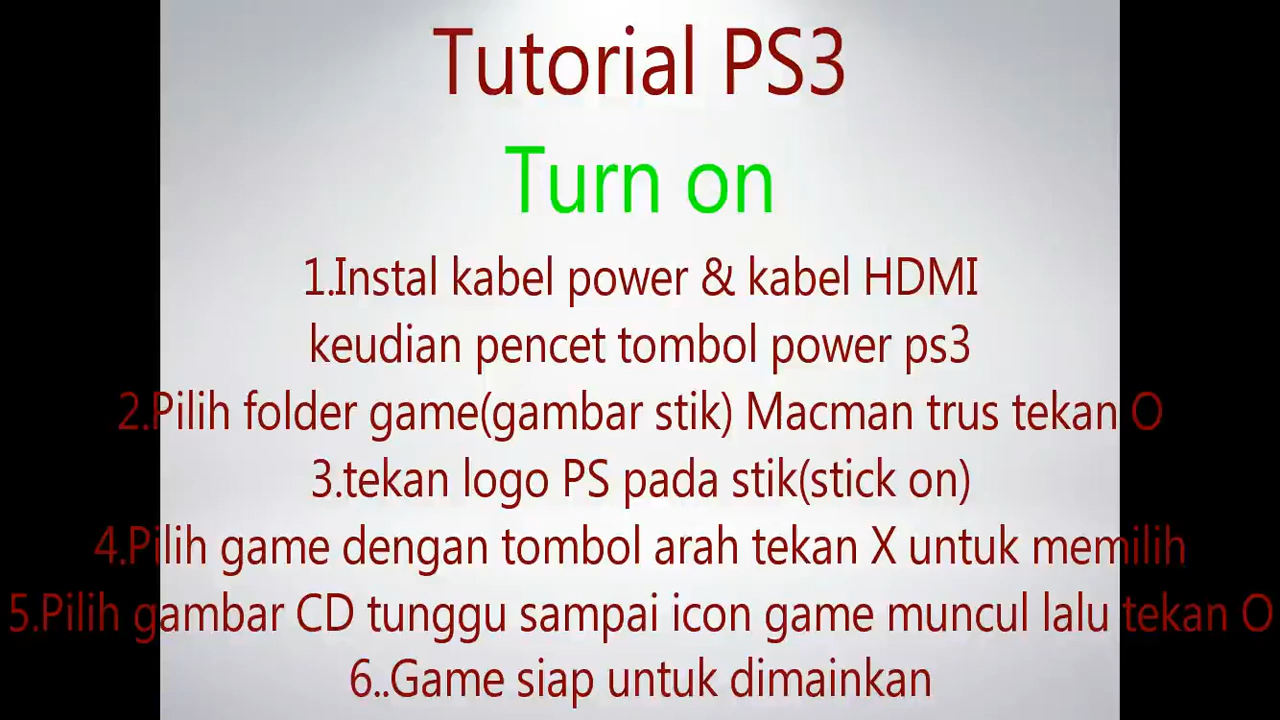 Tutorial PS3
Turn on
1.Instal kabel power & kabel HDMI
keudian pencet tombol power ps3
2.Pilih folder game(gambar stik) Macman trus tekan O
3.tekan logo PS pada stik(stick on)
4.Pilih game dengan tombol arah tekan X untuk memilih
5.Pilih gambar CD tunggu sampai icon game muncul lalu tekan O
6..Game siap untuk dimainkan